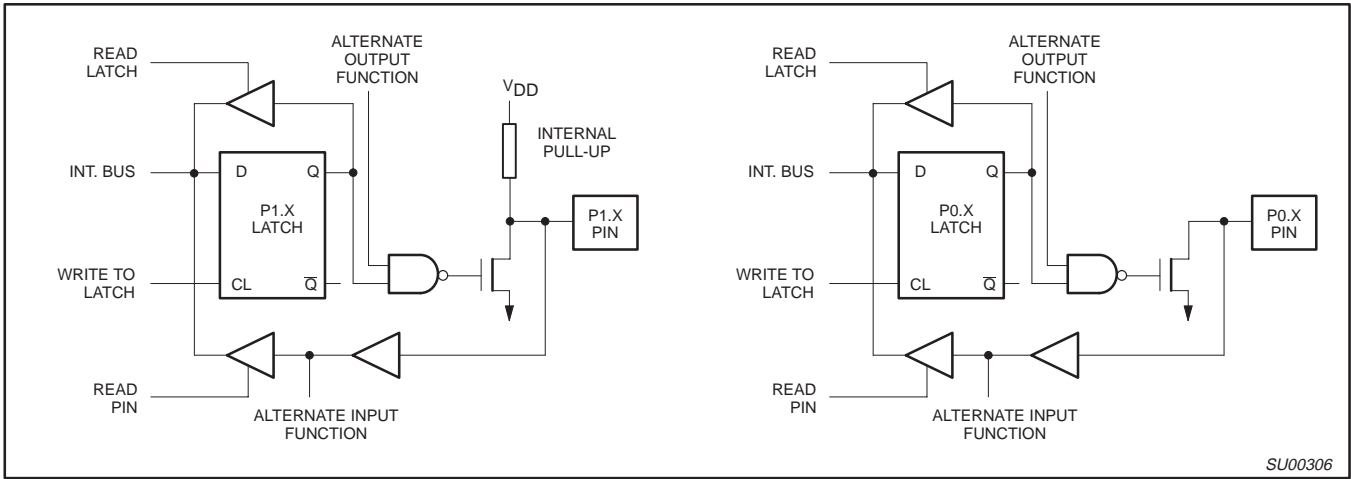 READ
LATCH
ALTERNATE
OUTPUT
FUNCTION
VDD
INTERNAL
PULL-UP
INT. BUS
D
Q
P1.X
LATCH
P1.X
PIN
WRITE TO
LATCH
CL
Q̅
READ
PIN
ALTERNATE INPUT
FUNCTION
READ
LATCH
ALTERNATE
OUTPUT
FUNCTION
INT. BUS
D
Q
P0.X
LATCH
P0.X
PIN
WRITE TO
LATCH
CL
Q̅
READ
PIN
ALTERNATE INPUT
FUNCTION
SU00306